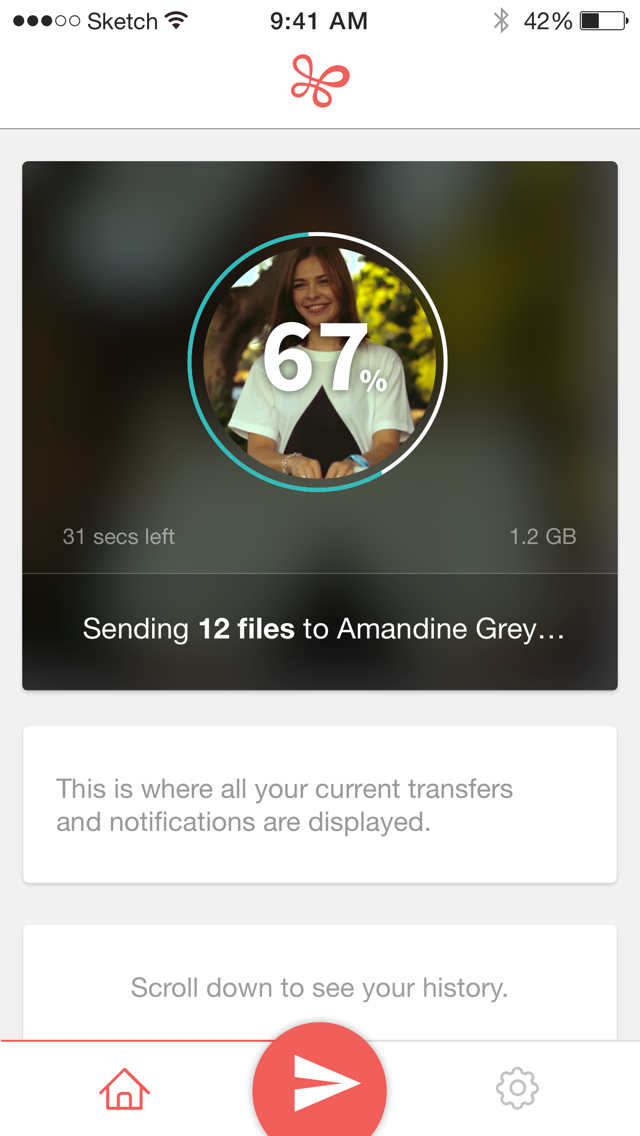 Sketch 9:41 AM 42%
67%
31 secs left 1.2 GB
Sending 12 files to Amandine Grey…
This is where all your current transfers
and notifications are displayed.
Scroll down to see your history.